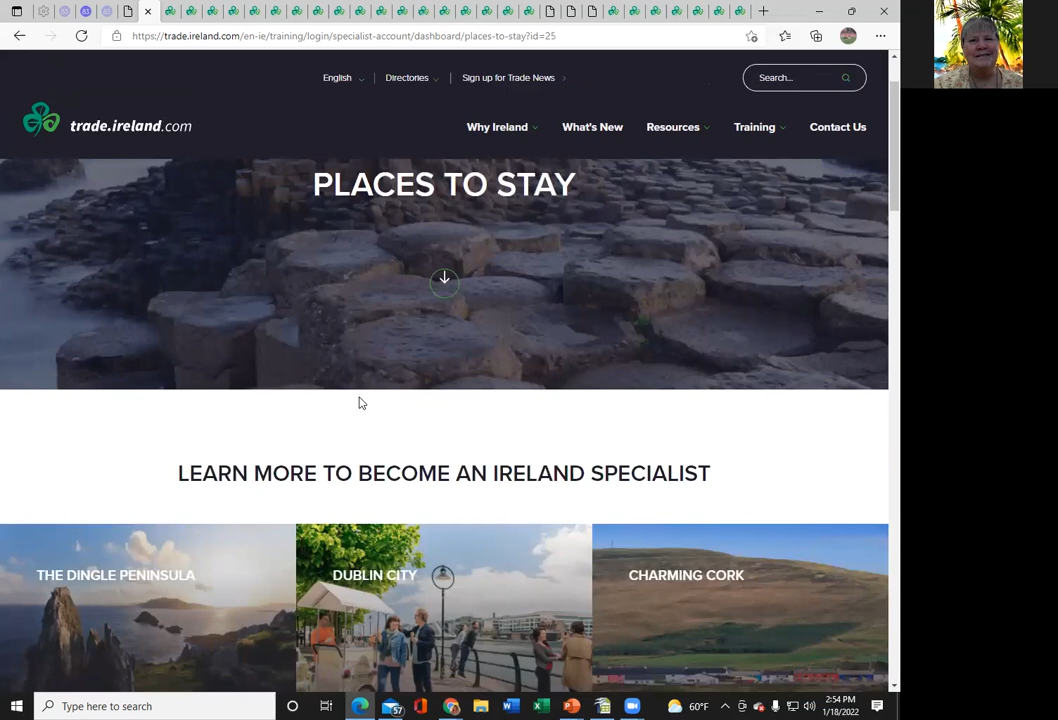 https://trade.ireland.com/en-ie/training/login/specialist-account/dashboard/places-to-stay?id=25
English
Directories
Sign up for Trade News
Search...
trade.ireland.com
Why Ireland
What's New
Resources
Training
Contact Us
PLACES TO STAY
LEARN MORE TO BECOME AN IRELAND SPECIALIST
THE DINGLE PENINSULA
DUBLIN CITY
CHARMING CORK
Type here to search
57
60°F
2:54 PM
1/18/2022